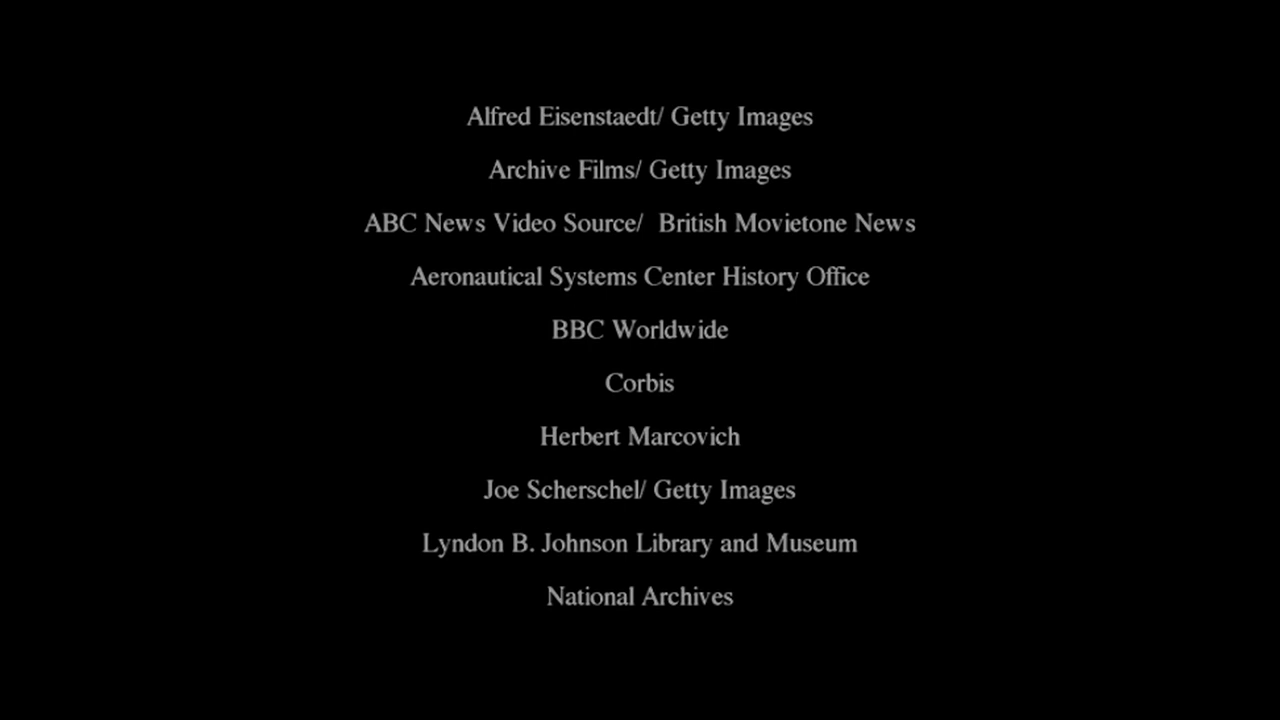 Alfred Eisenstaedt/ Getty Images
Archive Films/ Getty Images
ABC News Video Source/  British Movietone News
Aeronautical Systems Center History Office
BBC Worldwide
Corbis
Herbert Marcovich
Joe Scherschel/ Getty Images
Lyndon B. Johnson Library and Museum
National Archives